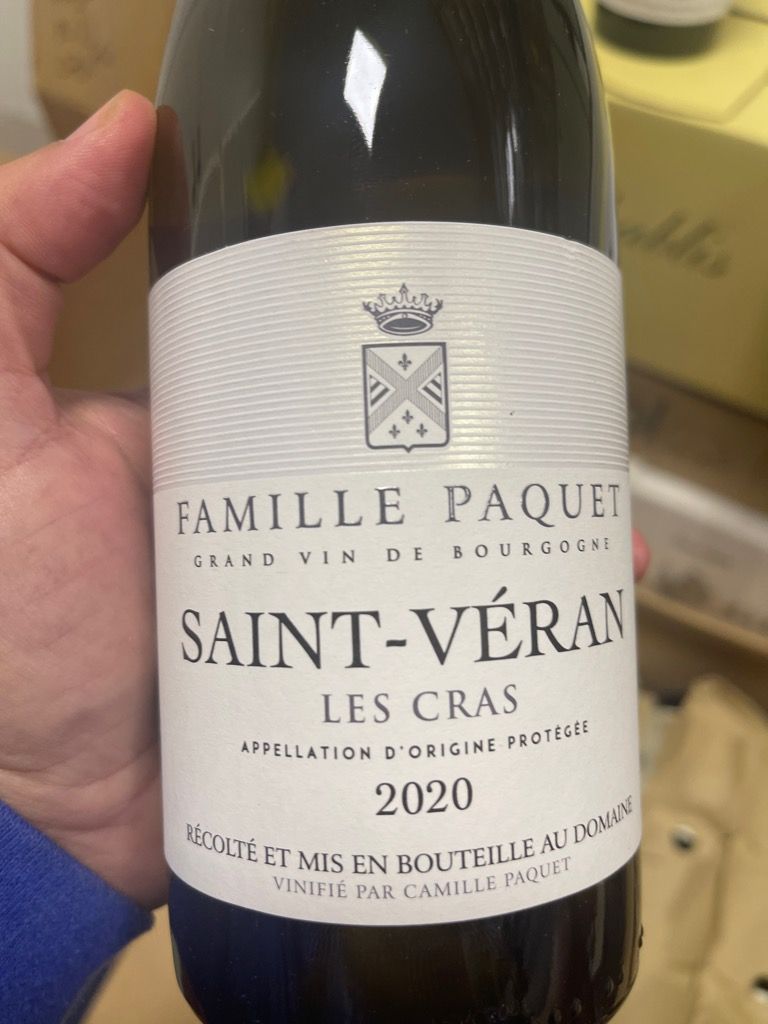 FAMILLE PAQUET
GRAND VIN DE BOURGOGNE
SAINT-VÉRAN
LES CRAS
APPELLATION D'ORIGINE PROTÉGÉE
2020
RÉCOLTÉ ET MIS EN BOUTEILLE AU DOMAINE
VINIFIÉ PAR CAMILLE PAQUET